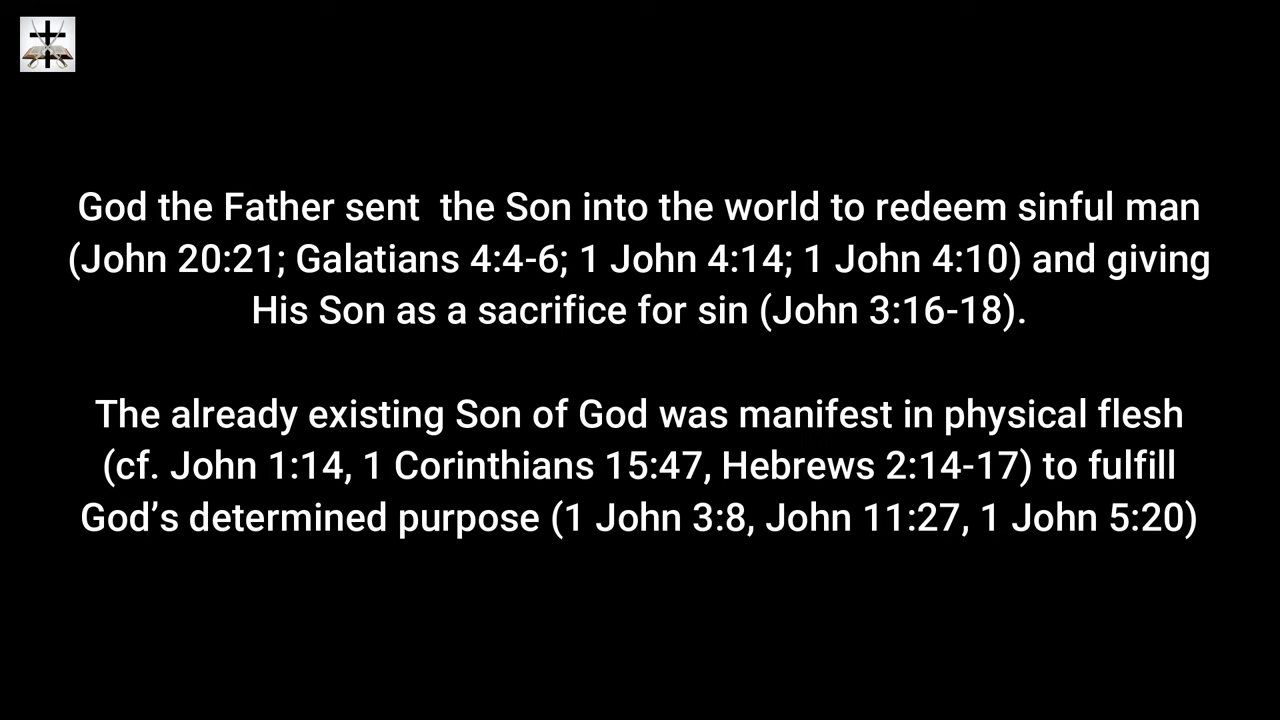 God the Father sent  the Son into the world to redeem sinful man
(John 20:21; Galatians 4:4-6; 1 John 4:14; 1 John 4:10) and giving
His Son as a sacrifice for sin (John 3:16-18).
The already existing Son of God was manifest in physical flesh
(cf. John 1:14, 1 Corinthians 15:47, Hebrews 2:14-17) to fulfill
God’s determined purpose (1 John 3:8, John 11:27, 1 John 5:20)